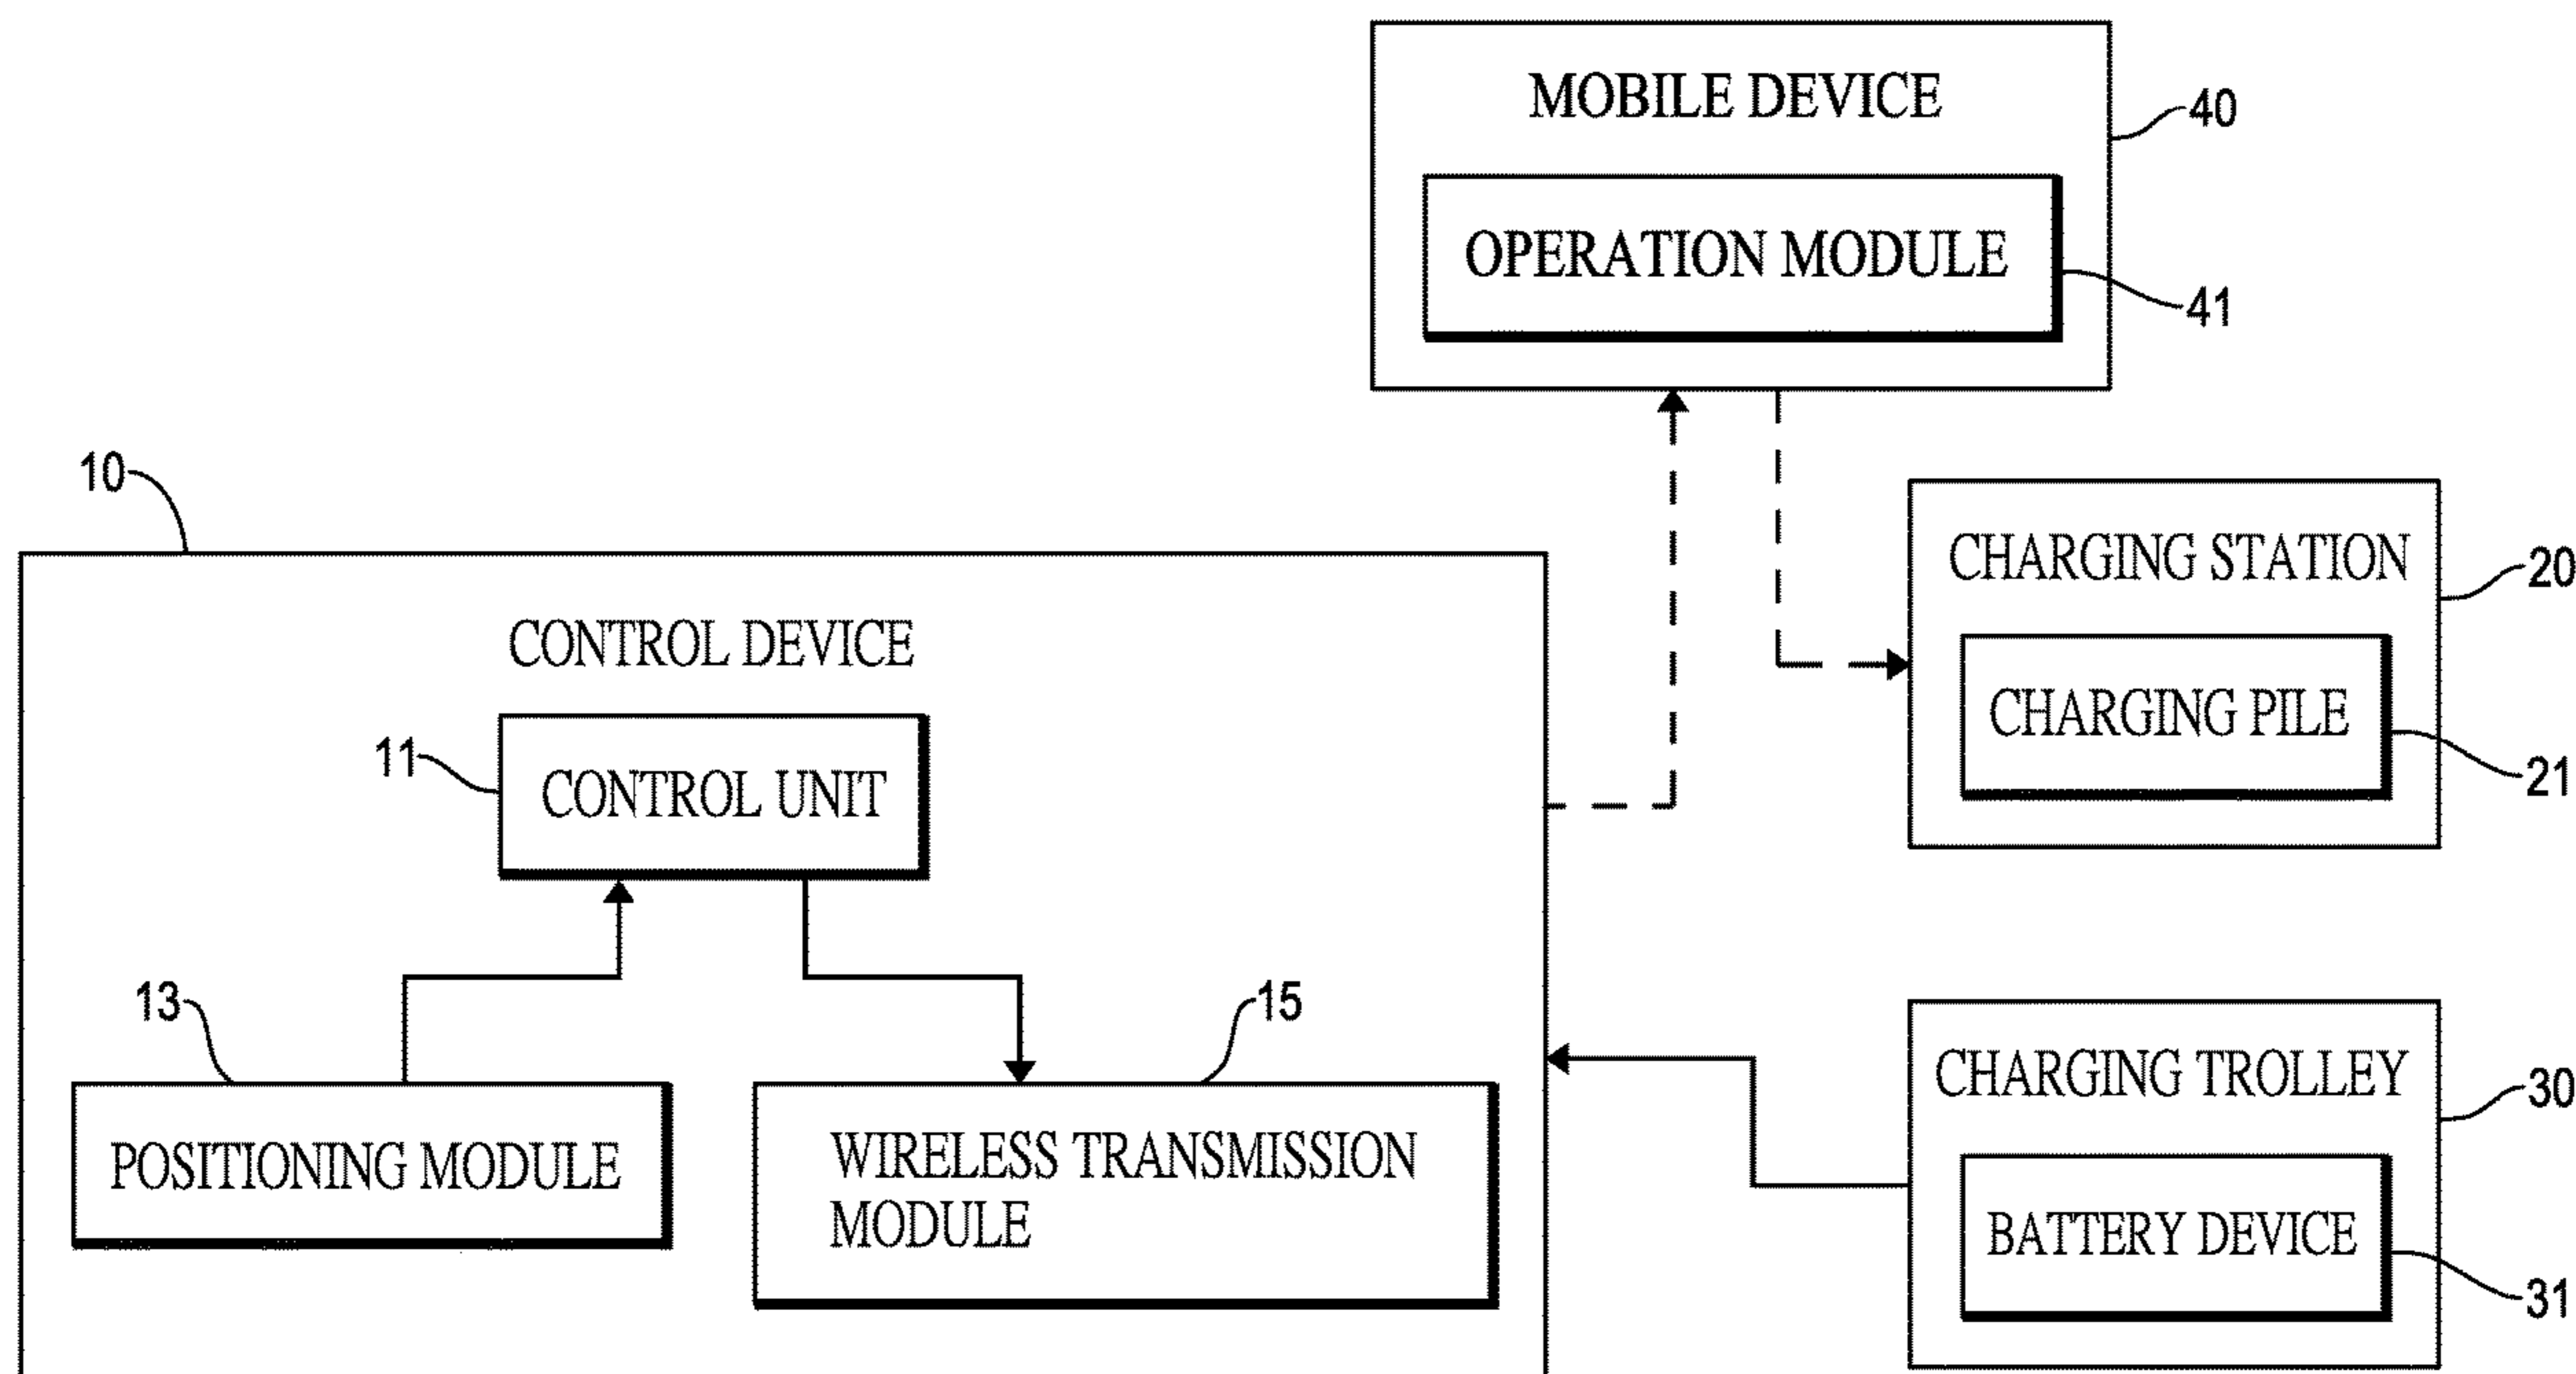 MOBILE DEVICE
40
OPERATION MODULE
41
10
CHARGING STATION
20
CONTROL DEVICE
CHARGING PILE
21
11
CONTROL UNIT
13
15
CHARGING TROLLEY
30
POSITIONING MODULE
WIRELESS TRANSMISSION
MODULE
BATTERY DEVICE
31